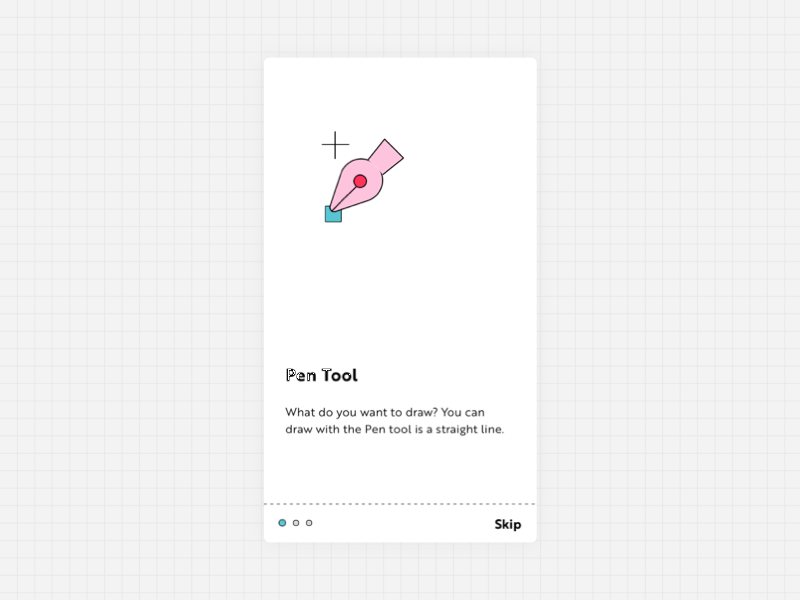 Pen Tool
What do you want to draw? You can
draw with the Pen tool is a straight line.
Skip